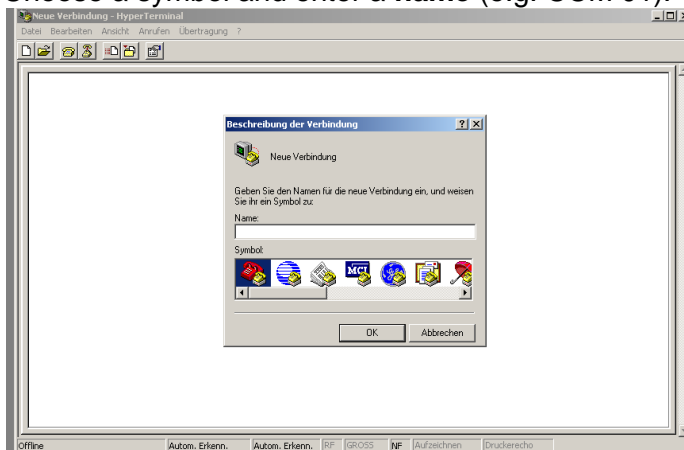 Choose a symbol and enter a name (e.g. COM 01):
Neue Verbindung - HyperTerminal
Datei Bearbeiten Ansicht Anrufen Übertragung ?
Beschreibung der Verbindung
Neue Verbindung
Geben Sie den Namen für die neue Verbindung ein, und weisen
Sie ihr ein Symbol zu:
Name:
Symbol:
MCI
OK Abbrechen
Offline Autom. Erkenn. Autom. Erkenn. RF GROSS NF Aufzeichnen Druckerecho